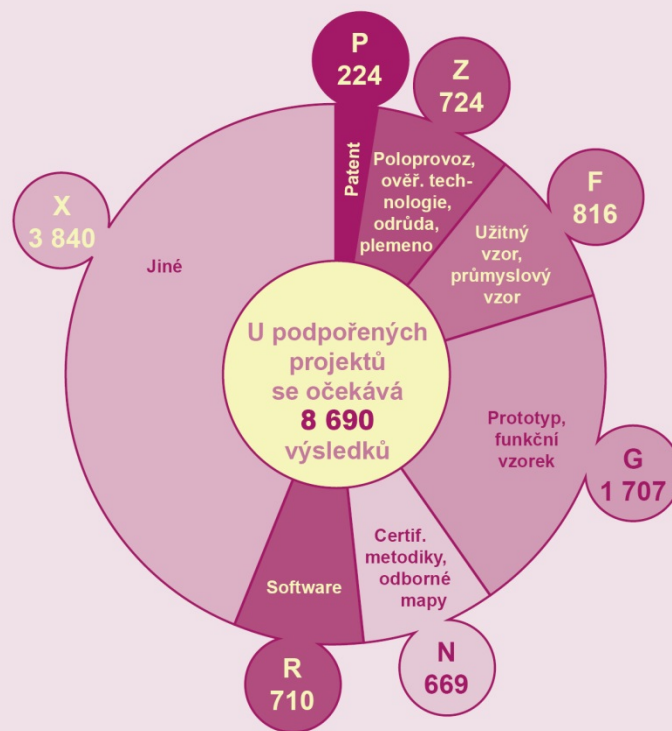 P
224
Patent
Z
724
Poloprovoz,
ověř. tech-
nologie,
odrůda,
plemeno
F
816
Užitný
vzor,
průmyslový
vzor
G
1 707
Prototyp,
funkční
vzorek
N
669
Certif.
metodiky,
odborné
mapy
R
710
Software
X
3 840
Jiné
U podpořených
projektů
se očekává
8 690
výsledků